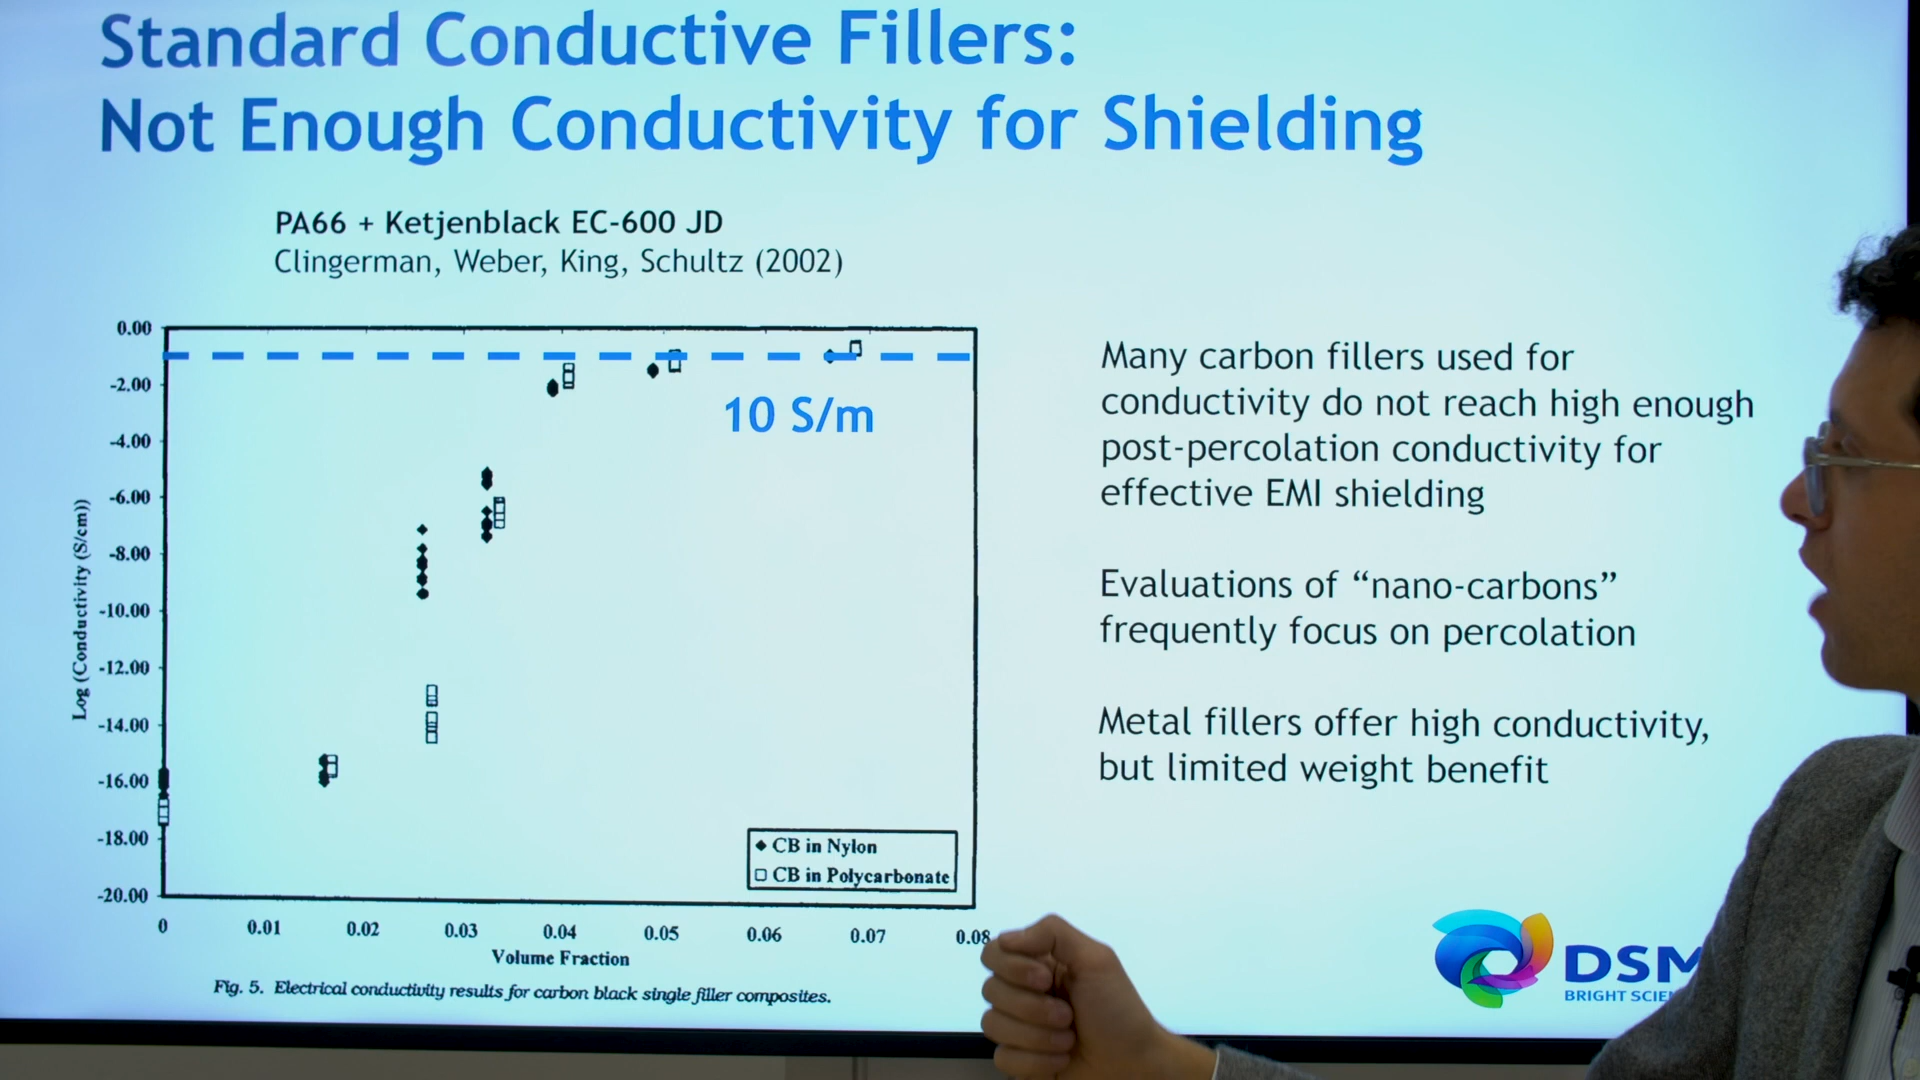 Standard Conductive Fillers:
Not Enough Conductivity for Shielding
PA66 + Ketjenblack EC-600 JD
Clingerman, Weber, King, Schultz (2002)
0.00
-2.00
-4.00
-6.00
-8.00
-10.00
-12.00
-14.00
-16.00
-18.00
-20.00
Log (Conductivity (S/cm))
10 S/m
CB in Nylon
CB in Polycarbonate
0 0.01 0.02 0.03 0.04 0.05 0.06 0.07 0.08
Volume Fraction
Fig. 5. Electrical conductivity results for carbon black single filler composites.
Many carbon fillers used for
conductivity do not reach high enough
post-percolation conductivity for
effective EMI shielding
Evaluations of “nano-carbons”
frequently focus on percolation
Metal fillers offer high conductivity,
but limited weight benefit
DSM
BRIGHT